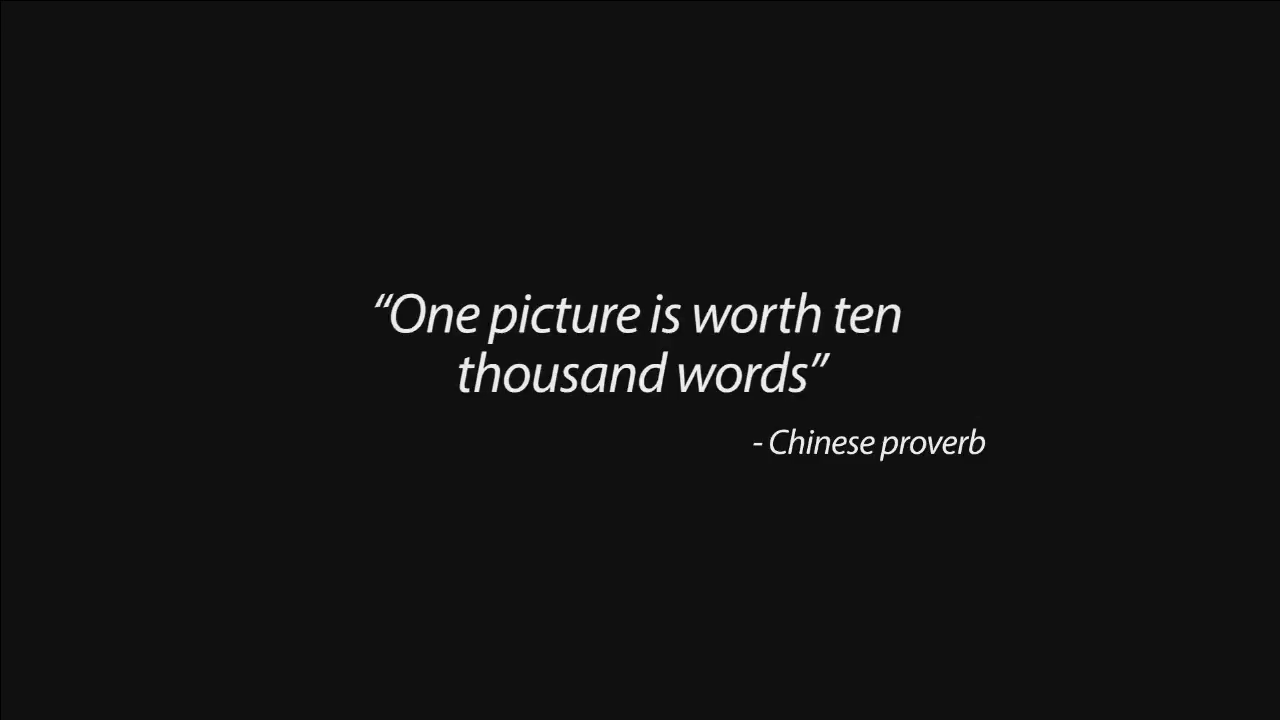 “One picture is worth ten
thousand words”
- Chinese proverb